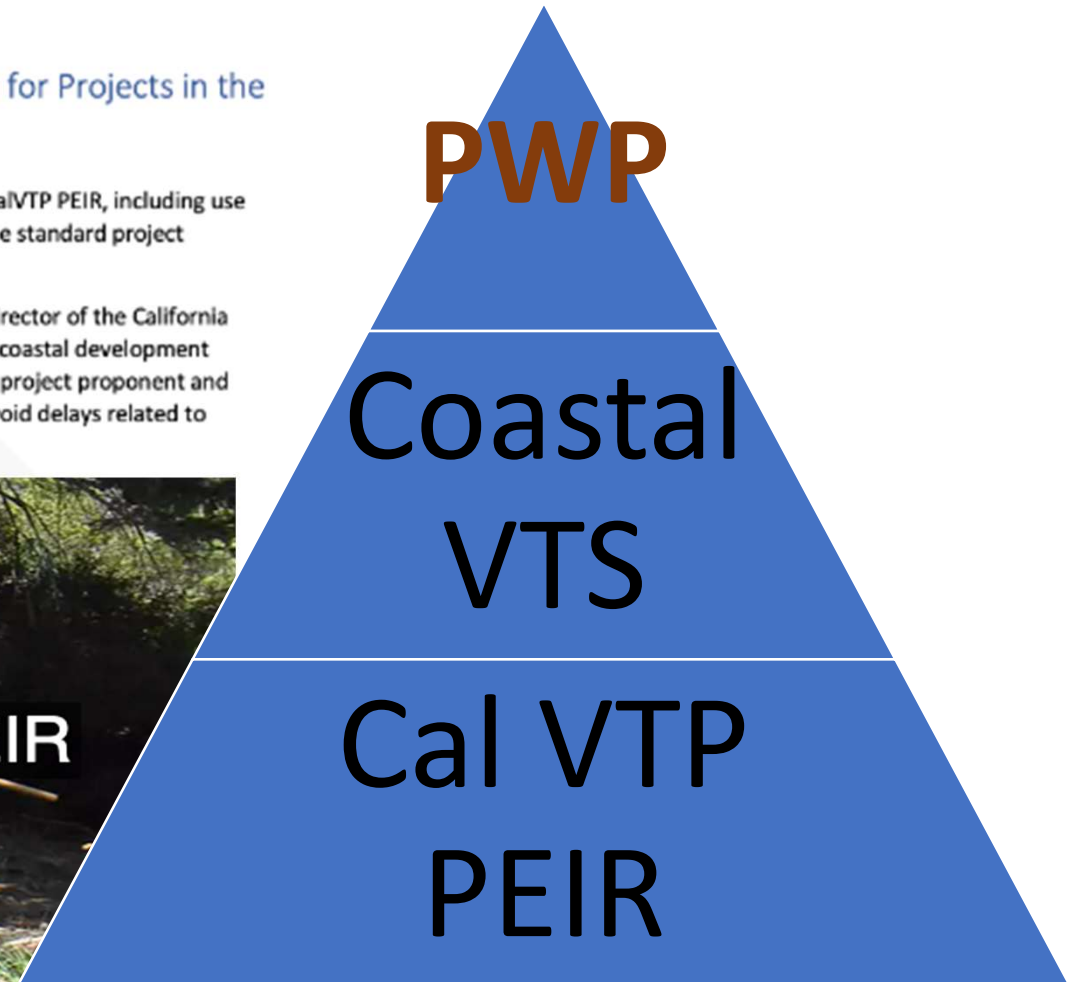 for Projects in the
alVTP PEIR, including use
e standard project
rector of the California
coastal development
project proponent and
oid delays related to
IR
PWP
Coastal
VTS
Cal VTP
PEIR